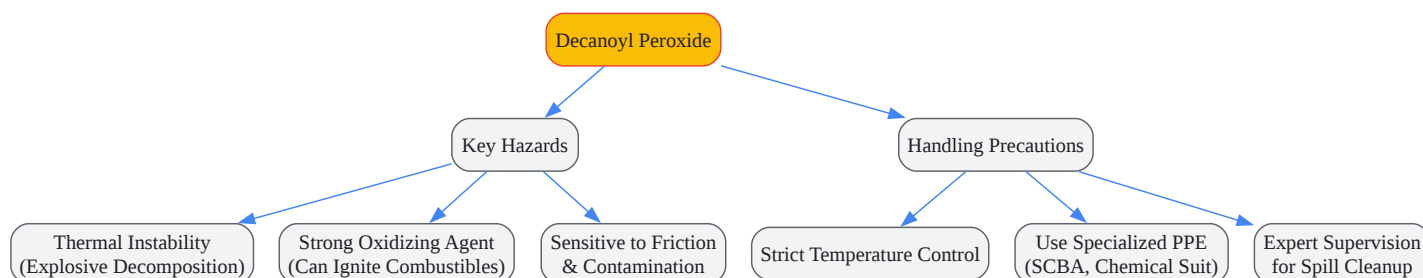 Decanoyl Peroxide
Key Hazards
Handling Precautions
Thermal Instability
(Explosive Decomposition)
Strong Oxidizing Agent
(Can Ignite Combustibles)
Sensitive to Friction
& Contamination
Strict Temperature Control
Use Specialized PPE
(SCBA, Chemical Suit)
Expert Supervision
for Spill Cleanup